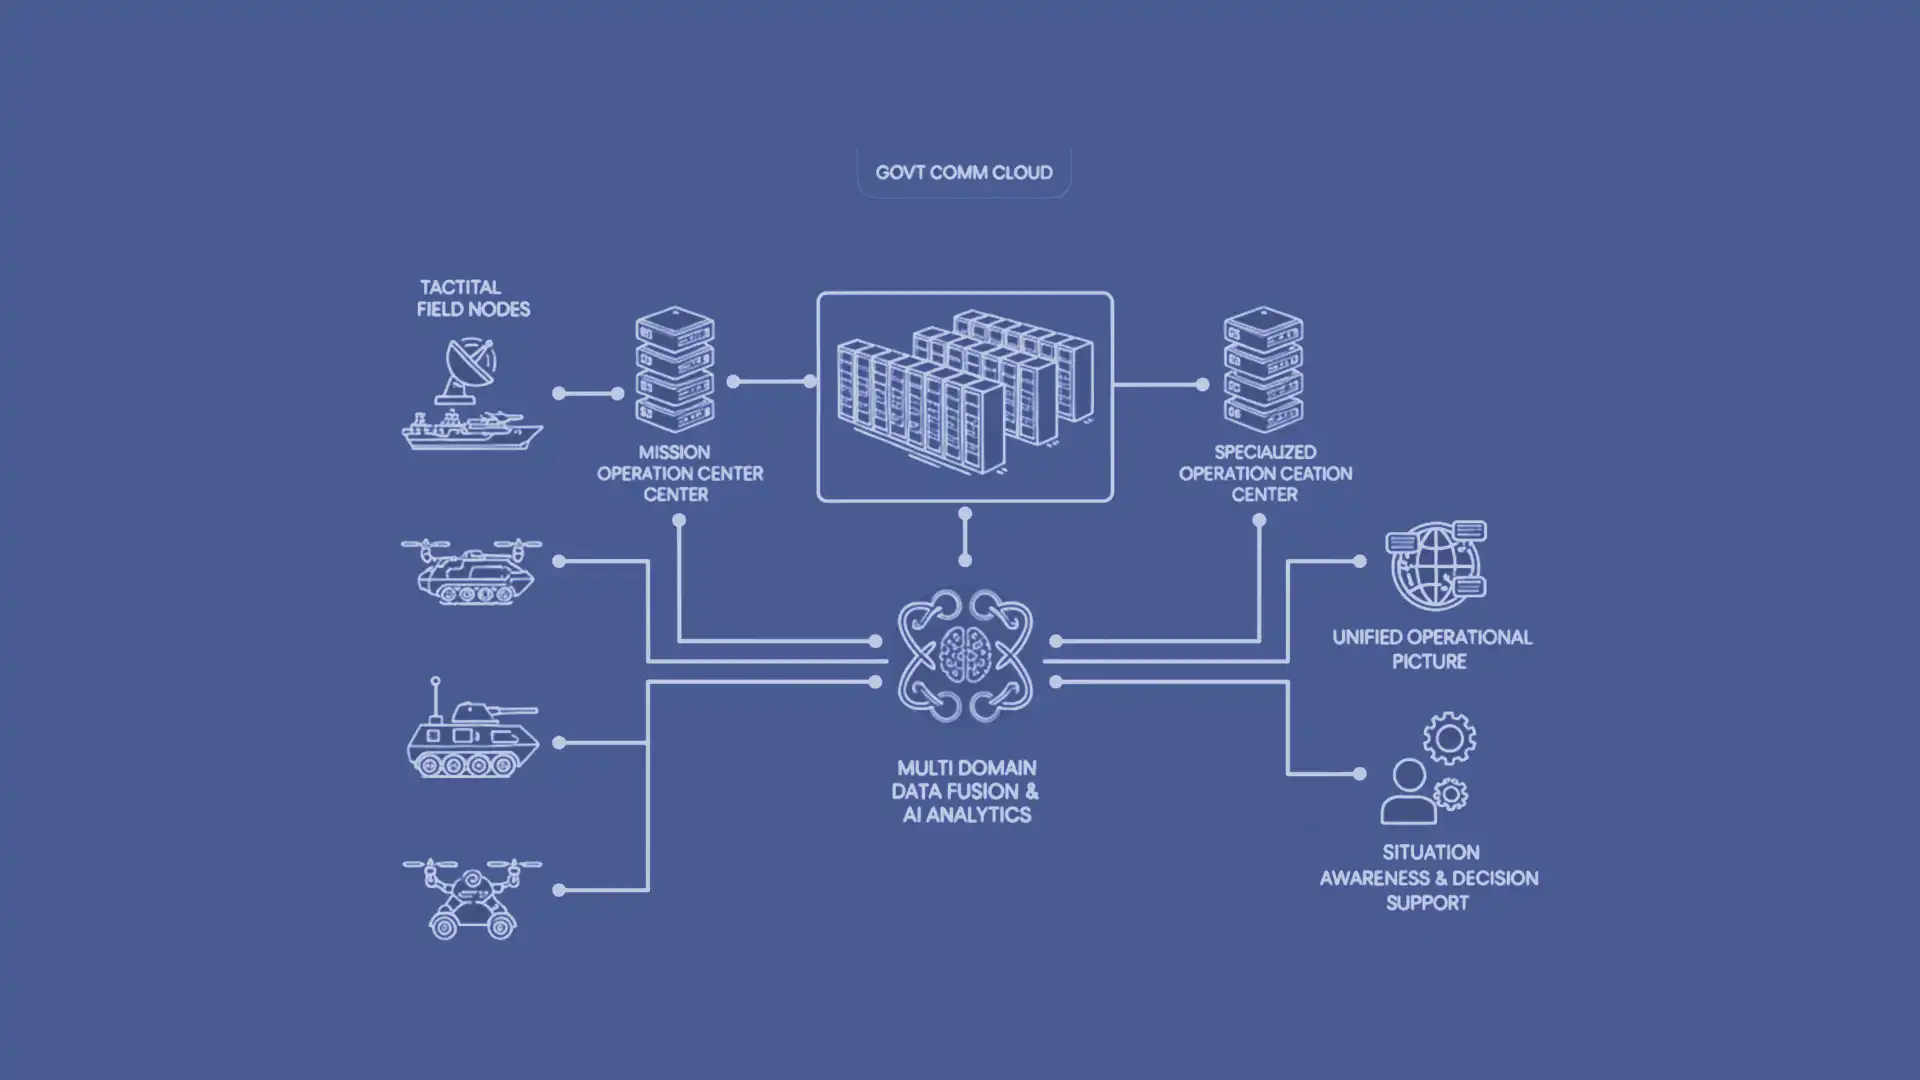 GOVT COMM CLOUD
TACTITAL
FIELD NODES
MISSION
OPERATION CENTER
CENTER
SPECIALIZED
OPERATION CEATION
CENTER
UNIFIED OPERATIONAL
PICTURE
MULTI DOMAIN
DATA FUSION &
AI ANALYTICS
SITUATION
AWARENESS & DECISION
SUPPORT